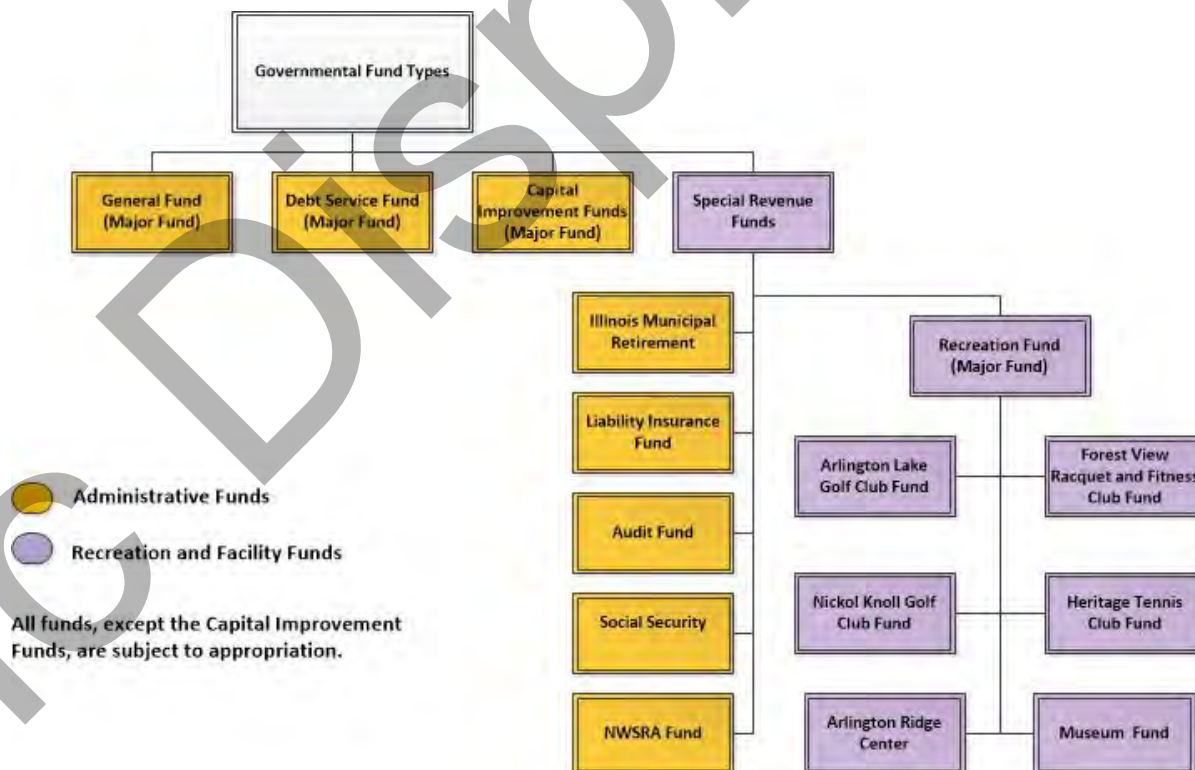 Governmental Fund Types
General Fund
(Major Fund)
Debt Service Fund
(Major Fund)
Capital
Improvement Funds
(Major Fund)
Special Revenue
Funds
Illinois Municipal
Retirement
Recreation Fund
(Major Fund)
Liability Insurance
Fund
Arlington Lake
Golf Club Fund
Forest View
Racquet and Fitness
Club Fund
Administrative Funds
Audit Fund
Recreation and Facility Funds
Nickol Knoll Golf
Club Fund
Heritage Tennis
Club Fund
All funds, except the Capital Improvement
Funds, are subject to appropriation.
Social Security
NWSRA Fund
Arlington Ridge
Center
Museum Fund
c Disp